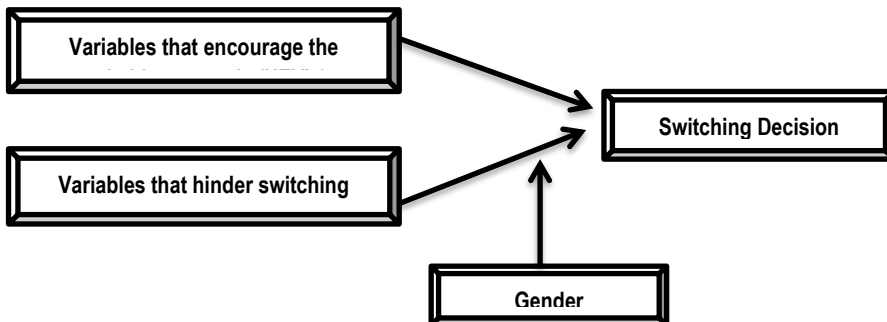 Variables that encourage the
Variables that hinder switching
Switching Decision
Gender